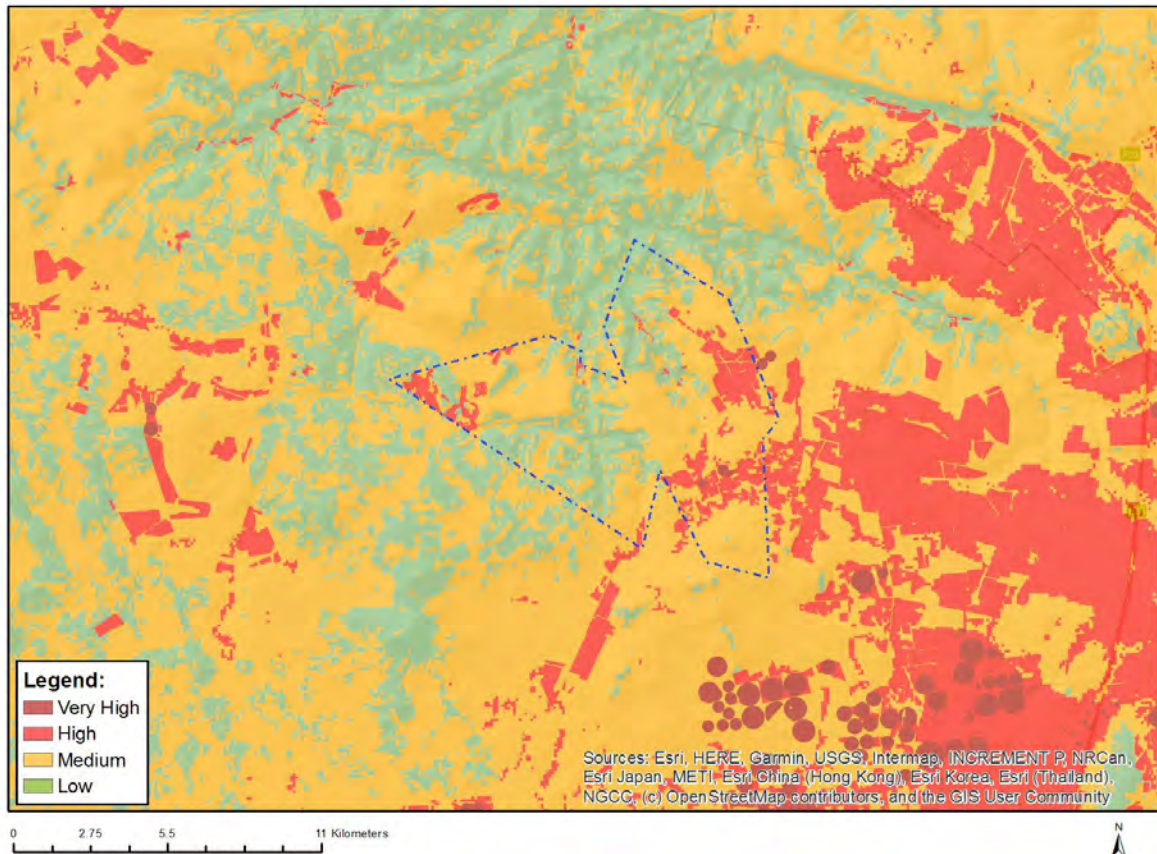 Legend:
Very High
High
Medium
Low
Sources: Esri, HERE, Garmin, USGS, Intermap, INCREMENT P, NRCan,
Esri Japan, METI, Esri China (Hong Kong), Esri Korea, Esri (Thailand),
NGCC, (c) OpenStreetMap contributors, and the GIS User Community
0 2.75 5.5 11 Kilometers
N